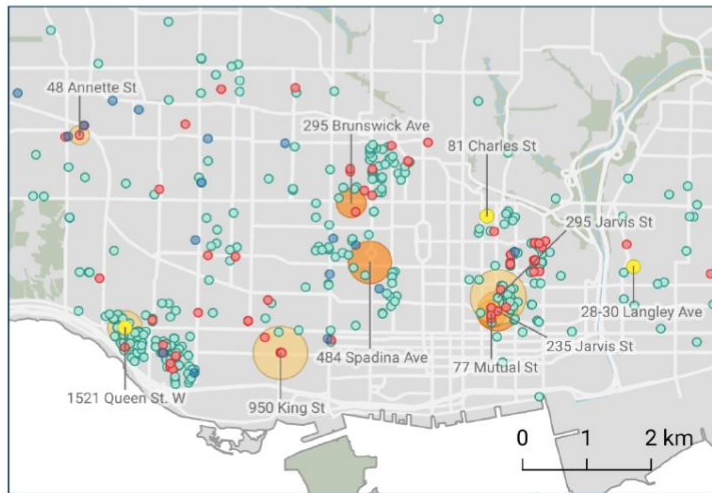 48 Annette St
295 Brunswick Ave
81 Charles St
295 Jarvis St
28-30 Langley Ave
235 Jarvis St
77 Mutual St
484 Spadina Ave
950 King St
1521 Queen St. W
0 1 2 km